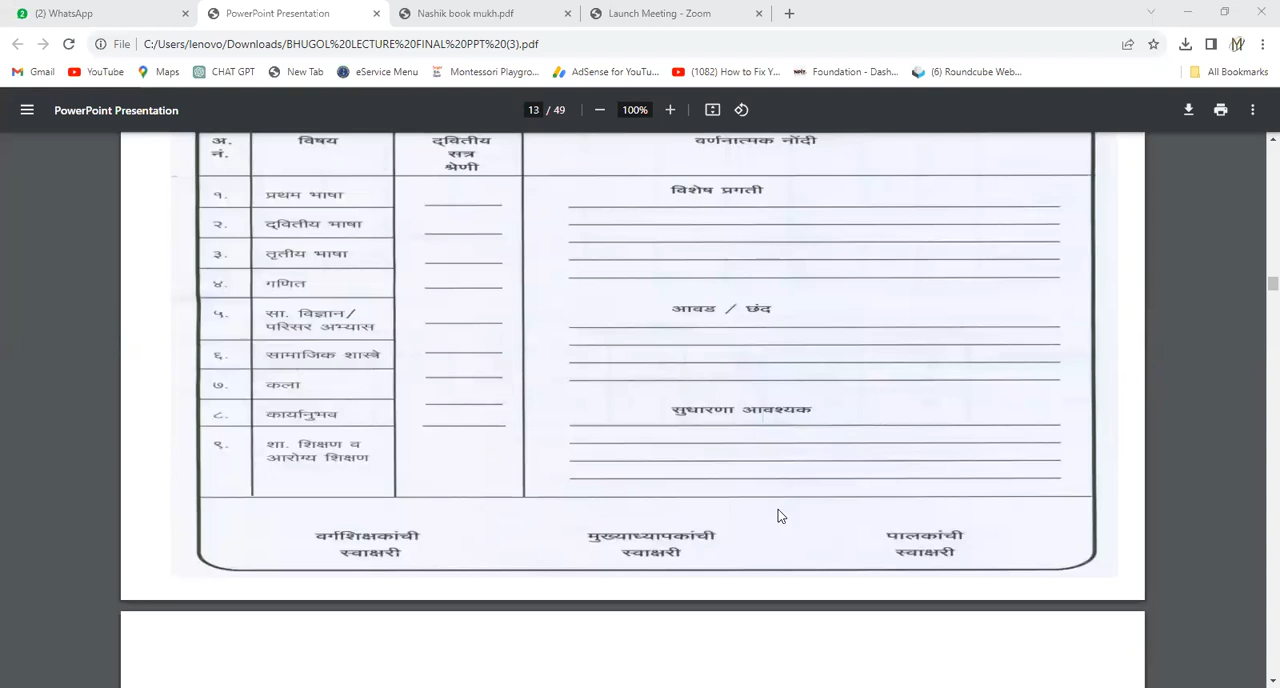 (2) WhatsApp
PowerPoint Presentation
Nashik book mukh.pdf
Launch Meeting - Zoom
File
C:/Users/lenovo/Downloads/BHUGOL%20LECTURE%20FINAL%20PPT%20(3).pdf
Gmail
YouTube
Maps
CHAT GPT
New Tab
eService Menu
Montessori Playgro...
AdSense for YouTu...
(1082) How to Fix Y...
Foundation - Dash...
(6) Roundcube Web...
All Bookmarks
PowerPoint Presentation
13 / 49
100%
अ. नं.
विषय
द्वितीय सत्र श्रेणी
वर्णनात्मक नोंदी
१. प्रथम भाषा
२. द्वितीय भाषा
३. तृतीय भाषा
४. गणित
५. सा. विज्ञान/
परिसर अभ्यास
६. सामाजिक शास्त्रे
७. कला
८. कार्यानुभव
९. शा. शिक्षण व
आरोग्य शिक्षण
विशेष प्रगती
आवड / छंद
सुधारणा आवश्यक
वर्गशिक्षकांची
स्वाक्षरी
मुख्याध्यापकांची
स्वाक्षरी
पालकांची
स्वाक्षरी